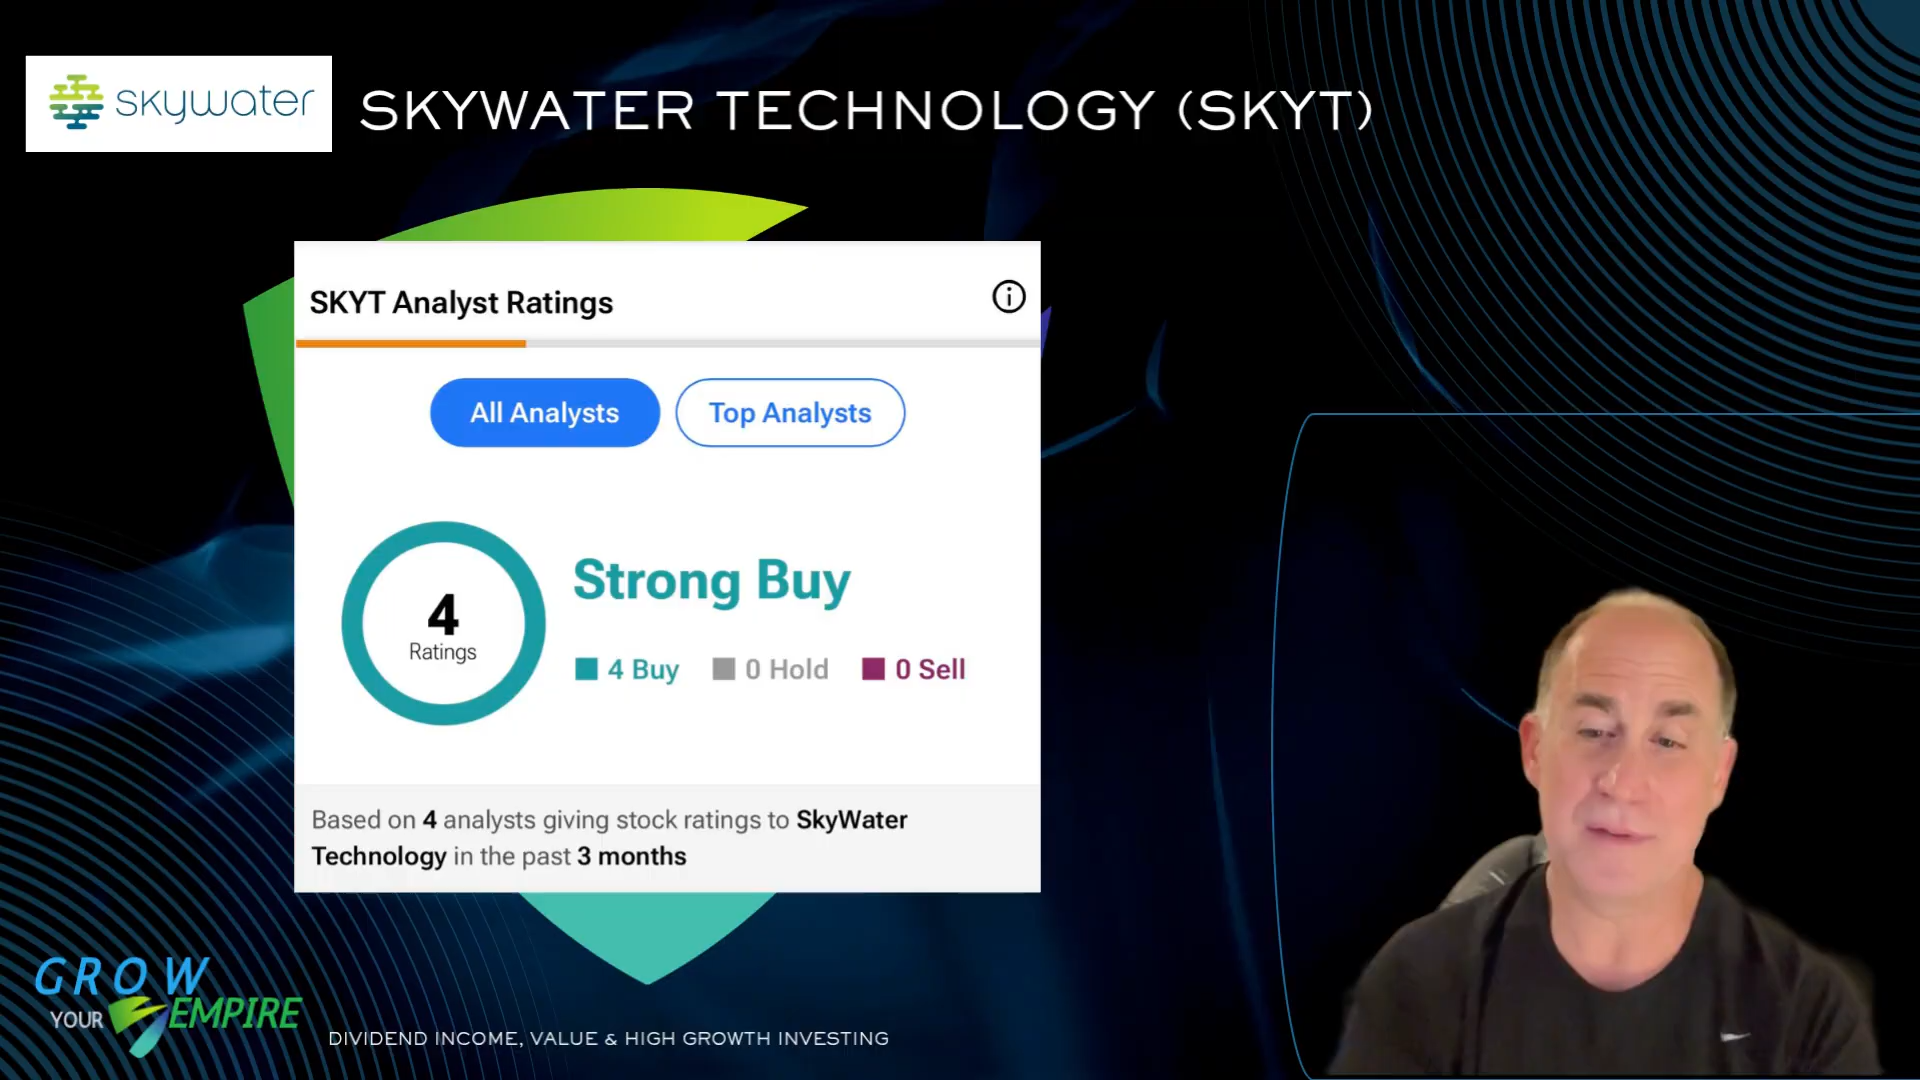 skywater
SKYWATER TECHNOLOGY (SKYT)
SKYT Analyst Ratings
All Analysts
Top Analysts
4
Ratings
Strong Buy
4 Buy
0 Hold
0 Sell
Based on 4 analysts giving stock ratings to SkyWater
Technology in the past 3 months
GROW
YOUR EMPIRE
DIVIDEND INCOME, VALUE & HIGH GROWTH INVESTING